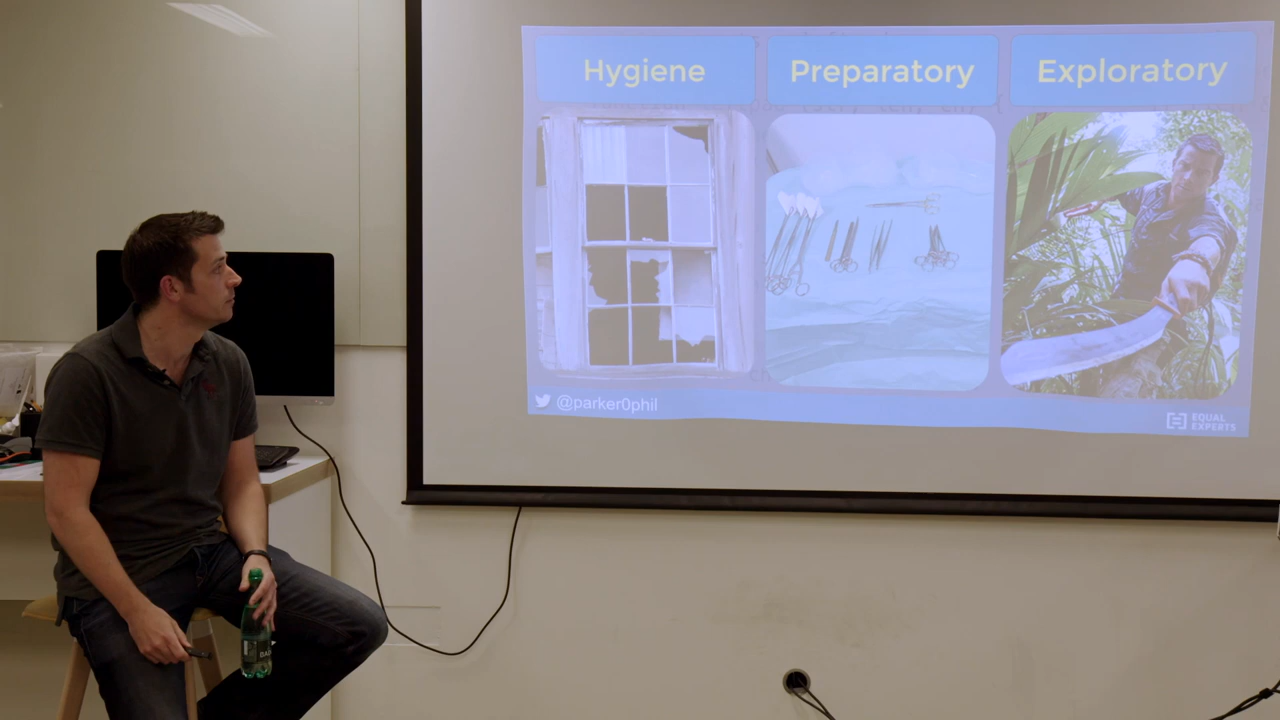 Hygiene
Preparatory
Exploratory
@parker0phil
EQUAL
EXPERTS